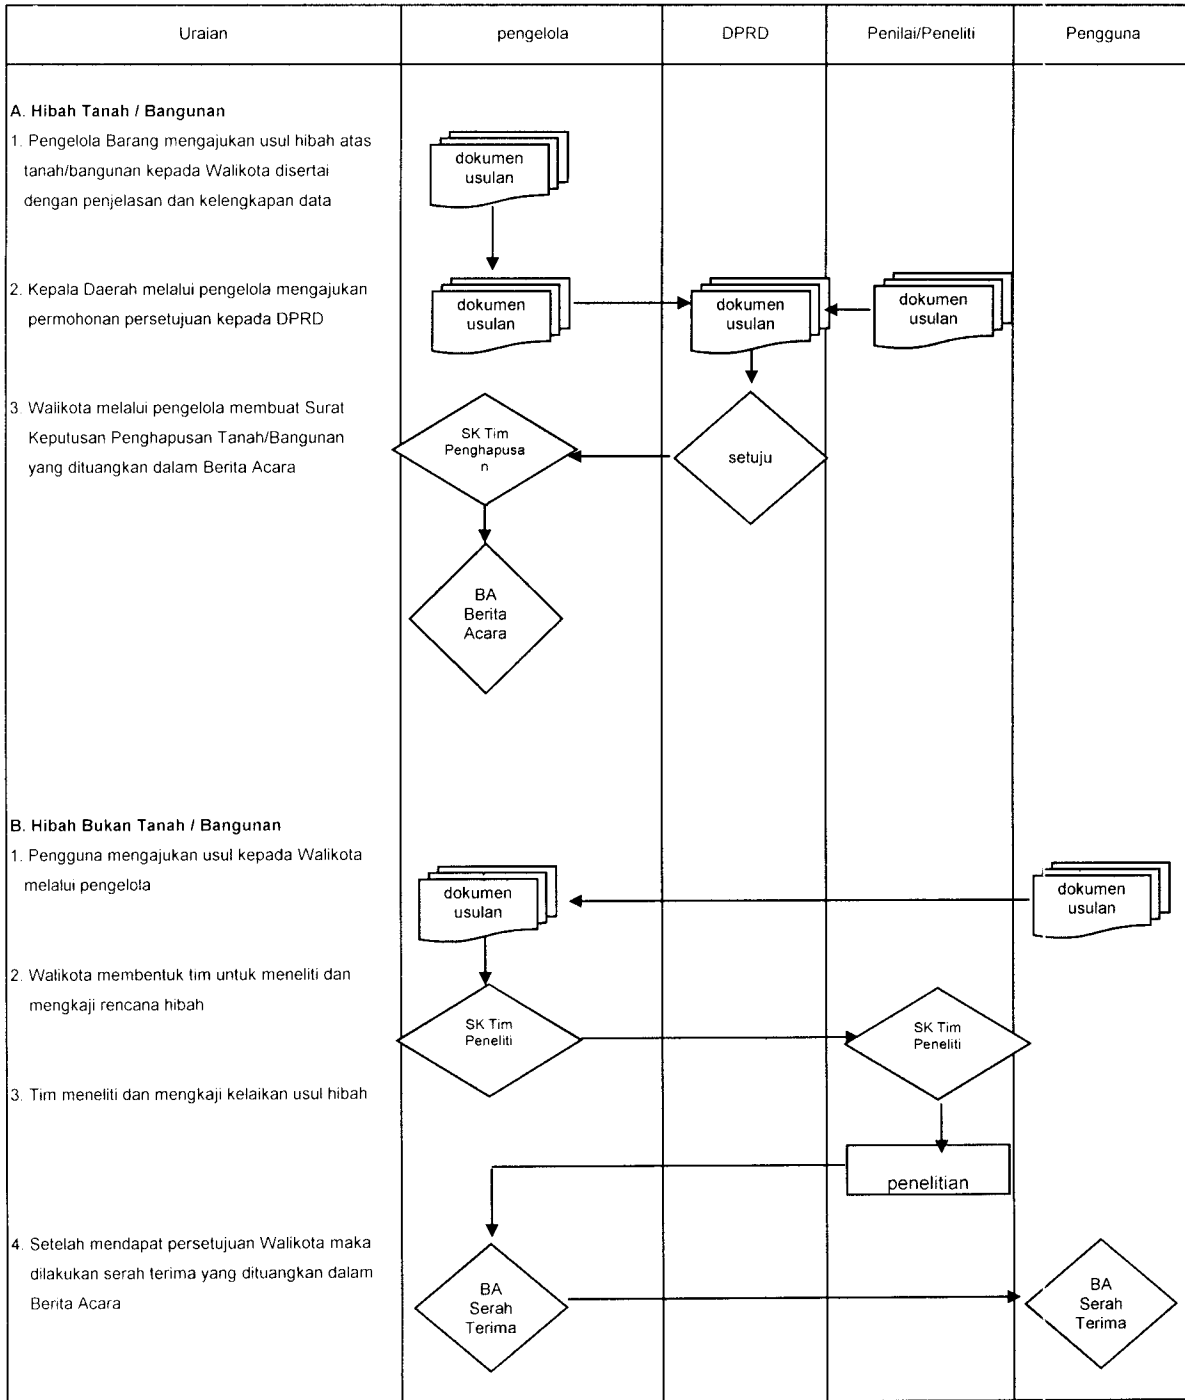 Uraian pengelola DPRD Penilai/Peneliti Pengguna
A. Hibah Tanah / Bangunan
1. Pengelola Barang mengajukan usul hibah atas
tanah/bangunan kepada Walikota disertai
dengan penjelasan dan kelengkapan data
dokumen
usulan
2. Kepala Daerah melalui pengelola mengajukan
permohonan persetujuan kepada DPRD
dokumen
usulan
dokumen
usulan
dokumen
usulan
3. Walikota melalui pengelola membuat Surat
Keputusan Penghapusan Tanah/Bangunan
yang dituangkan dalam Berita Acara
SK Tim
Penghapusa
n
setuju
BA
Berita
Acara
B. Hibah Bukan Tanah / Bangunan
1. Pengguna mengajukan usul kepada Walikota
melalui pengelola
dokumen
usulan
dokumen
usulan
2. Walikota membentuk tim untuk meneliti dan
mengkaji rencana hibah
SK Tim
Peneliti
SK Tim
Peneliti
3. Tim meneliti dan mengkaji kelaikan usul hibah
penelitian
4. Setelah mendapat persetujuan Walikota maka
dilakukan serah terima yang dituangkan dalam
Berita Acara
BA
Serah
Terima
BA
Serah
Terima